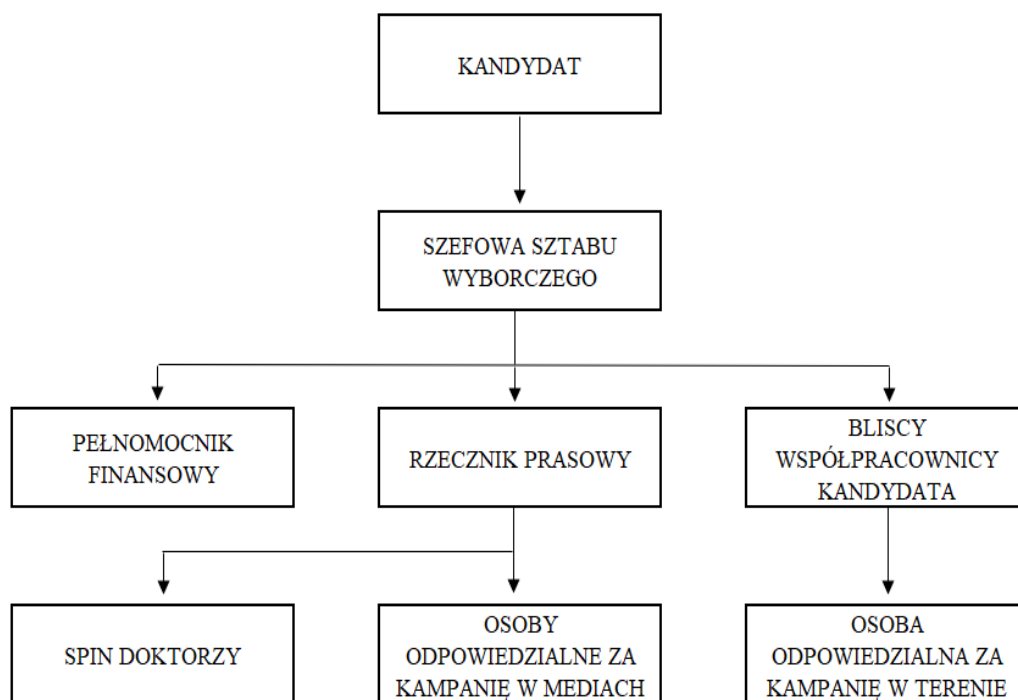 KANDYDAT
SZEFOWA SZTABU
WYBORCZEGO
PEŁNOMOCNIK
FINANSOWY
RZECZNIK PRASOWY
BLISCY
WSPÓŁPRACOWNICY
KANDYDATA
SPIN DOKTORZY
OSOBY
ODPOWIEDZIALNE ZA
KAMPANIĘ W MEDIACH
OSOBA
ODPOWIEDZIALNA ZA
KAMPANIĘ W TERENIE